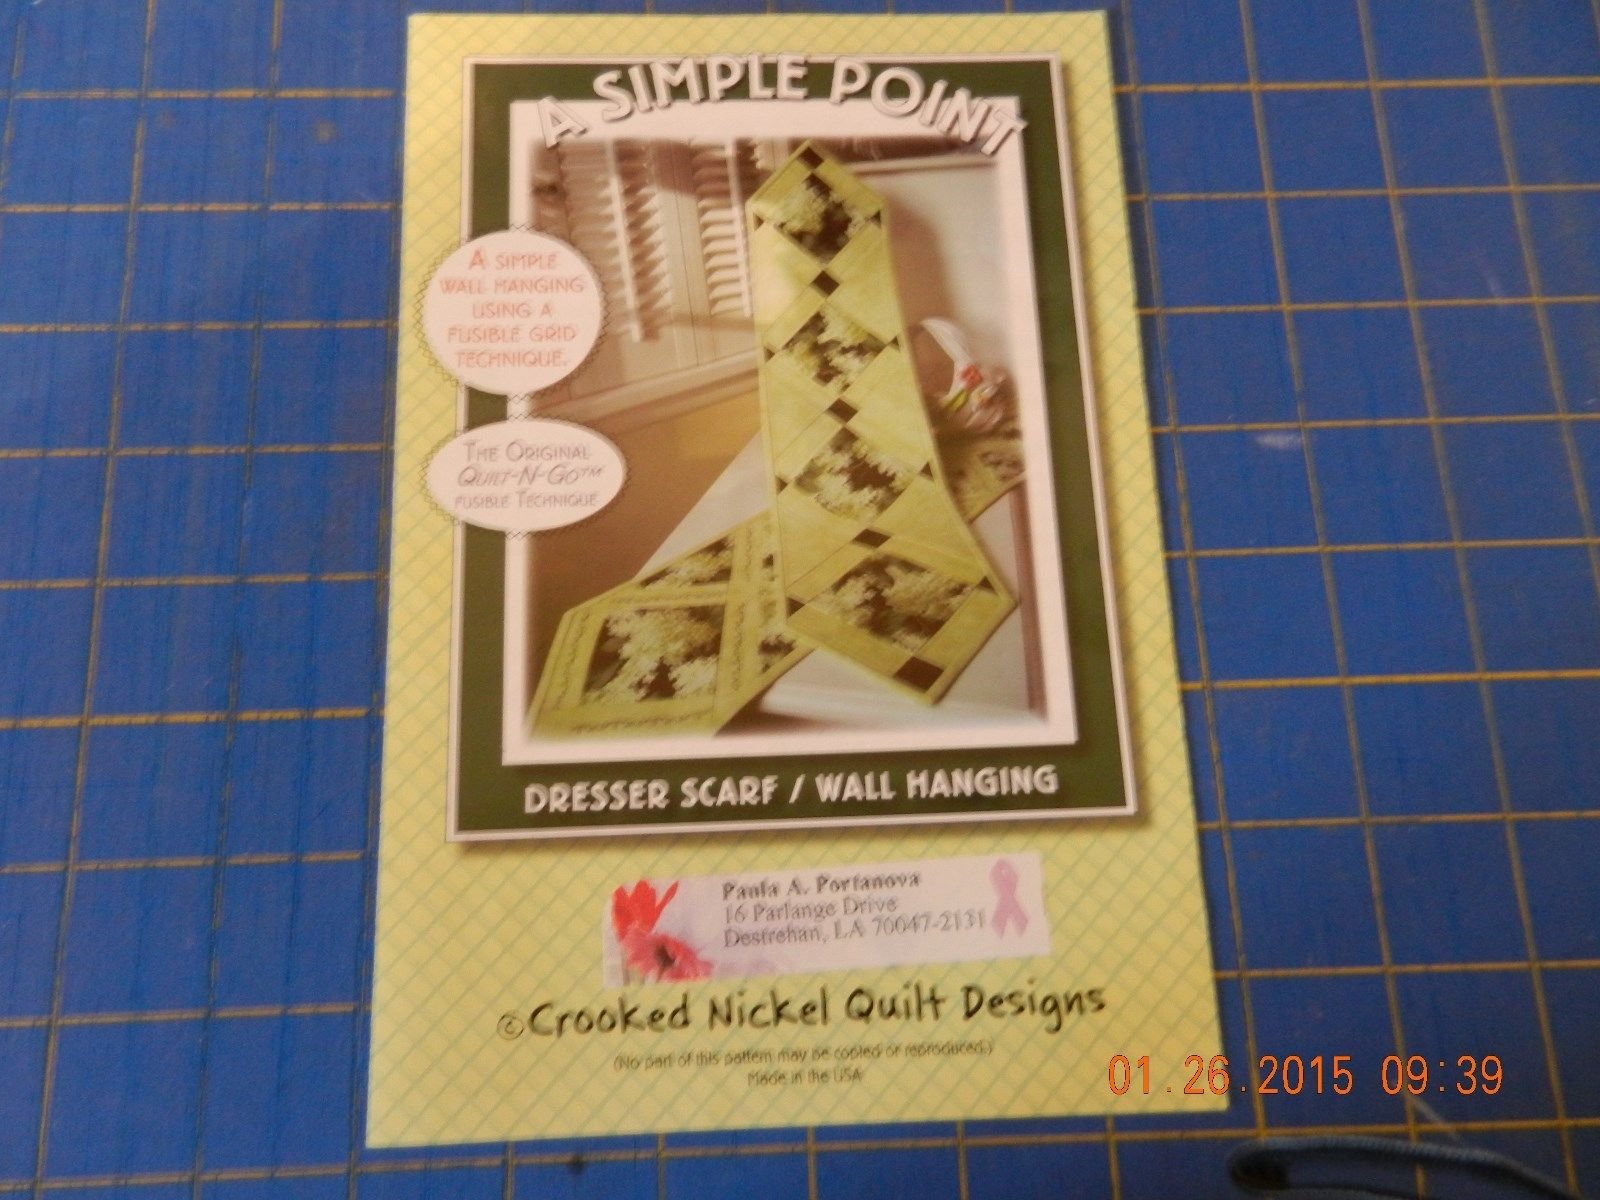 A SIMPLE POINT
A SIMPLE
WALL HANGING
USING A
FUSIBLE GRID
TECHNIQUE.
THE ORIGINAL
QUILT-N-GO™
FUSIBLE TECHNIQUE
DRESSER SCARF / WALL HANGING
Paula A. Portanova
16 Parlange Drive
Destrehan, LA 70047-2131
©Crooked Nickel Quilt Designs
(No part of this pattern may be copied or reproduced.)
Made in the USA
01.26.2015 09:39